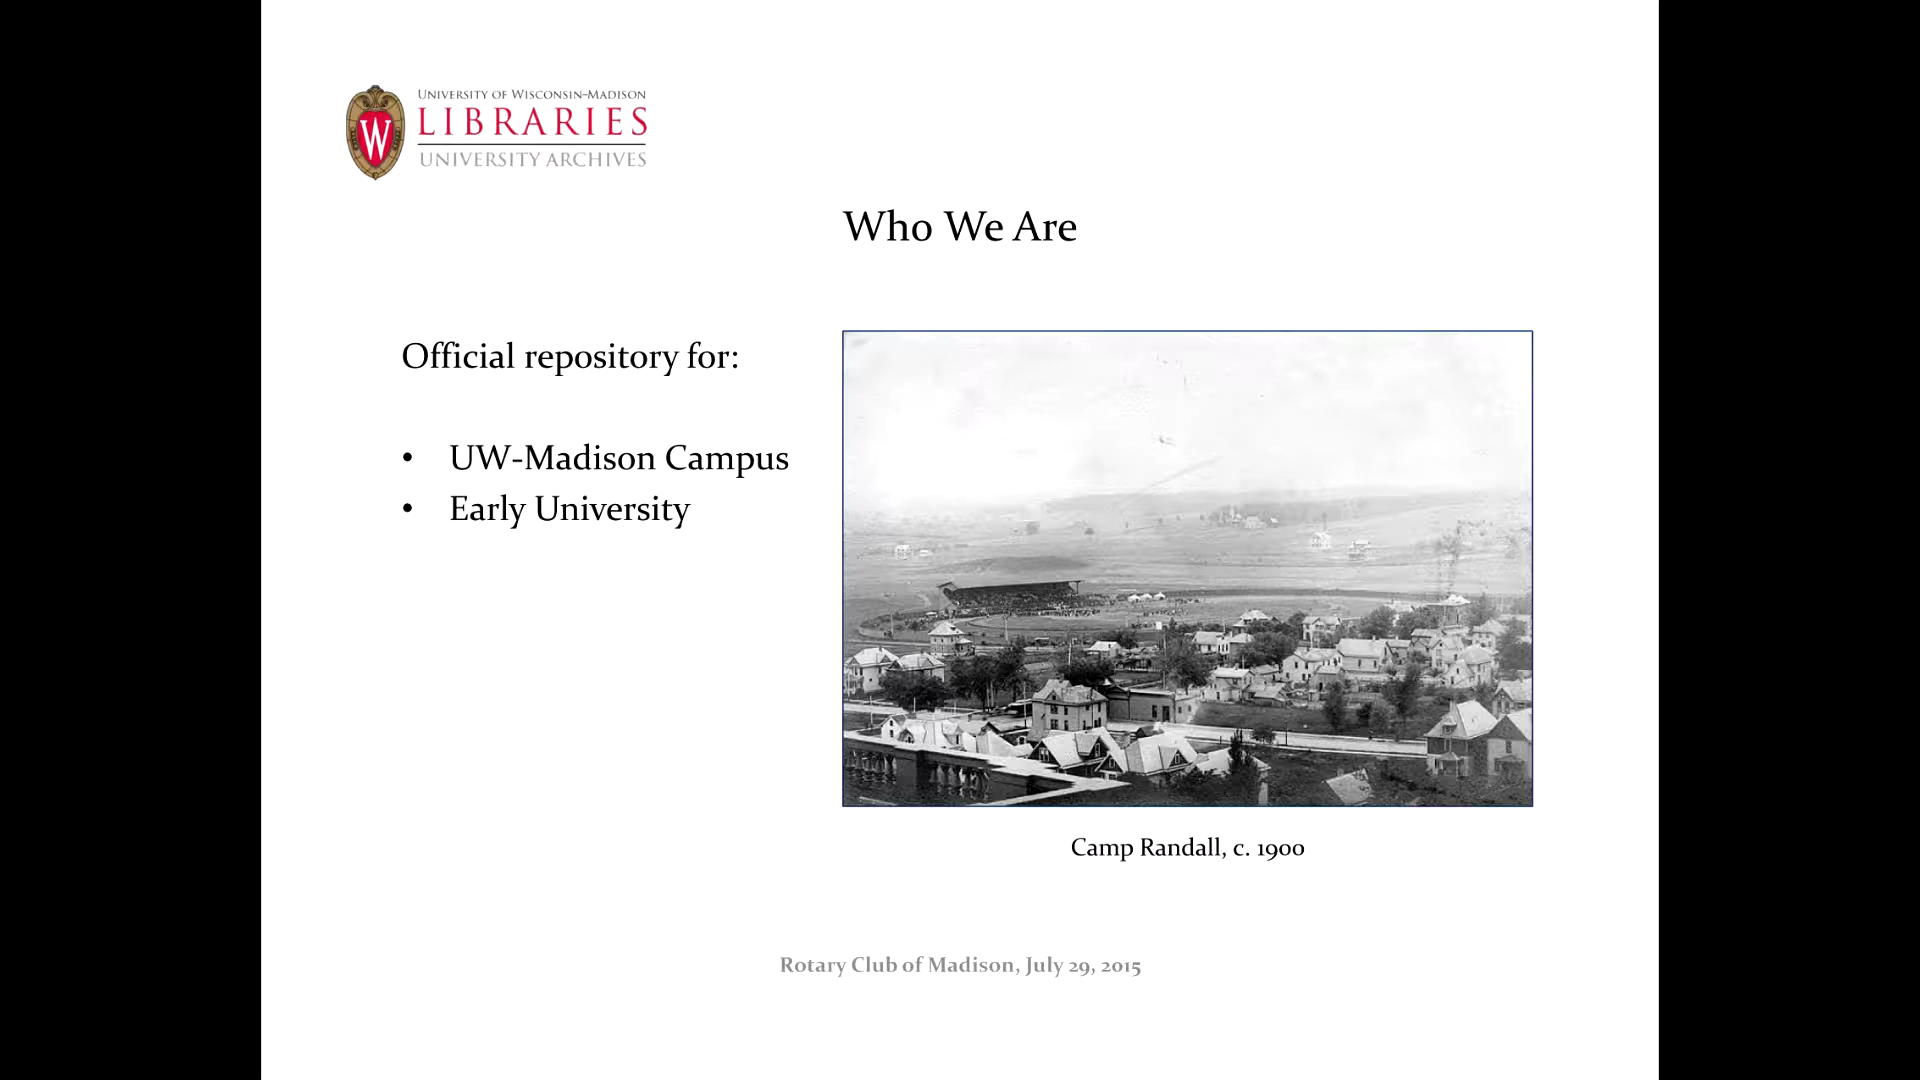 UNIVERSITY OF WISCONSIN–MADISON
LIBRARIES
UNIVERSITY ARCHIVES
W
Who We Are
Official repository for:
• UW-Madison Campus
• Early University
Camp Randall, c. 1900
Rotary Club of Madison, July 29, 2015